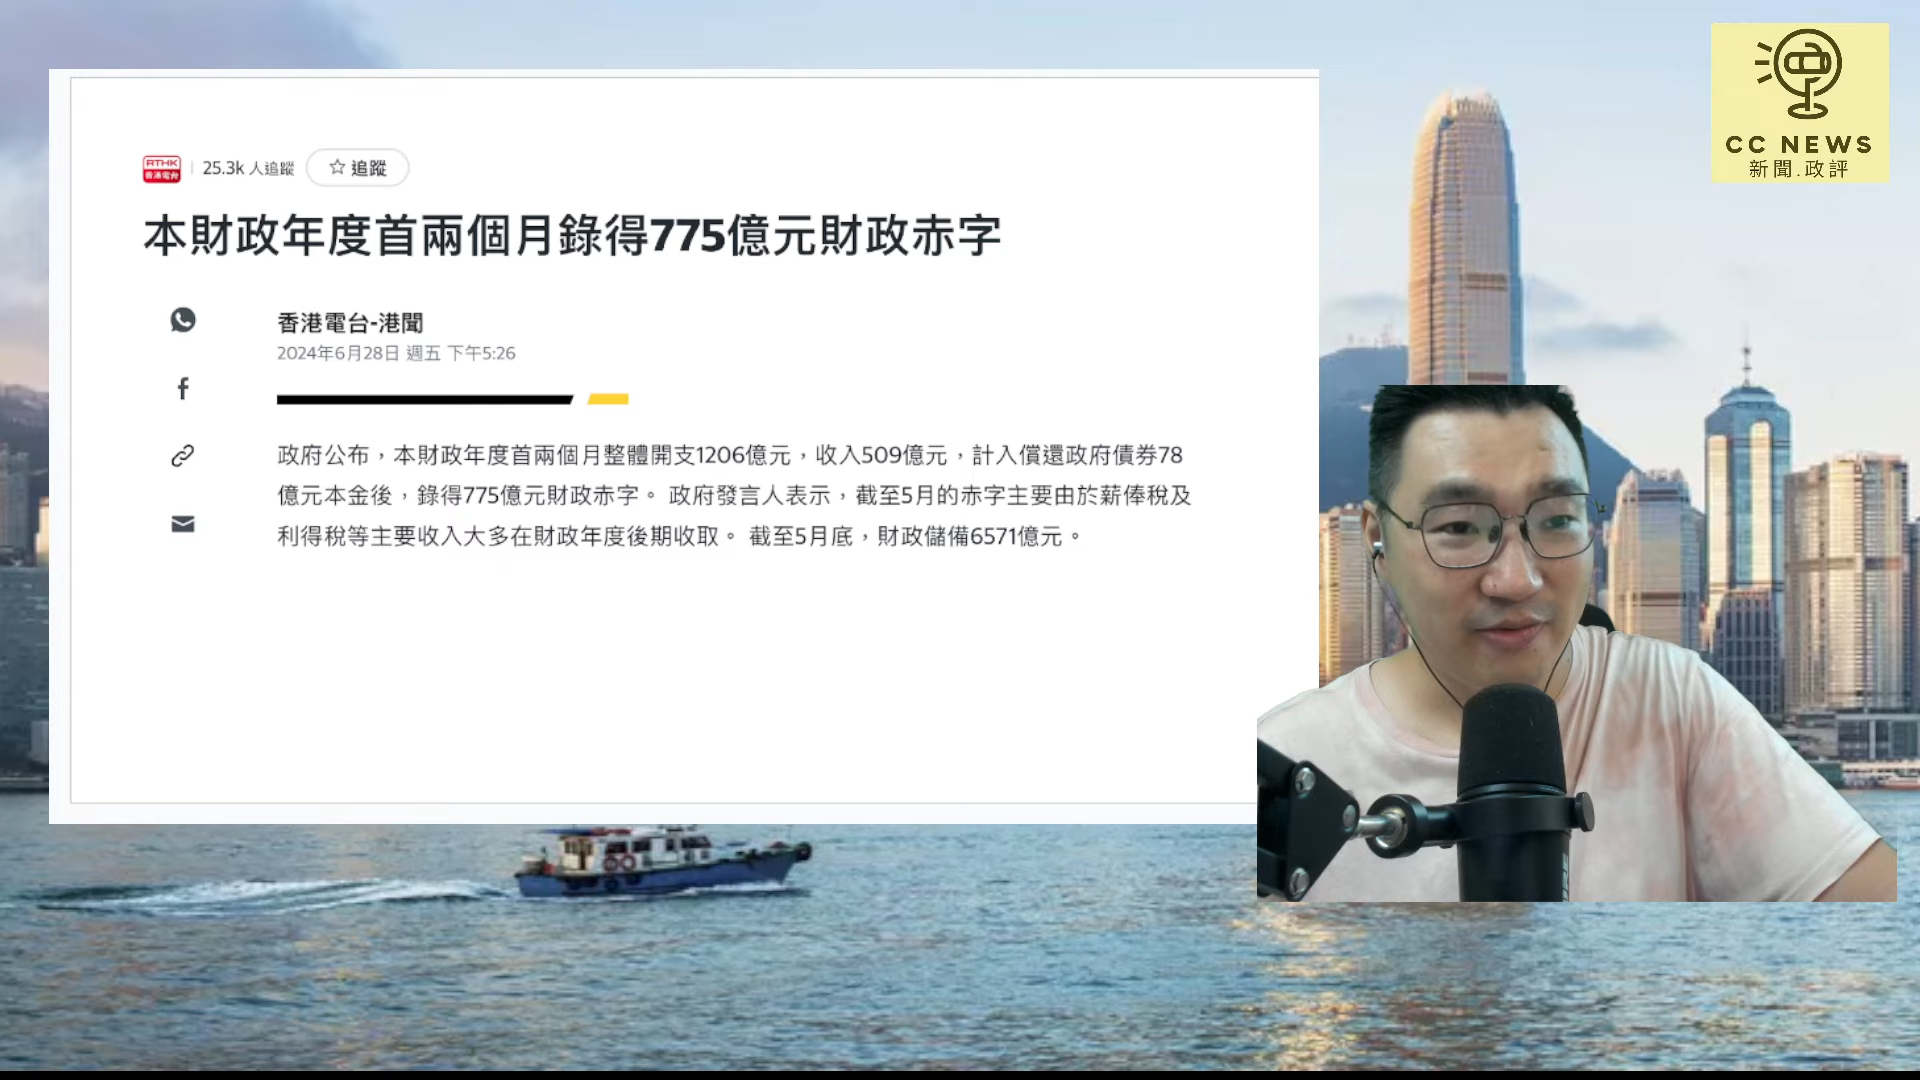 CC NEWS
新聞.政評
RTHK
香港電台
25.3k 人追蹤
☆ 追蹤
本財政年度首兩個月錄得775億元財政赤字
香港電台-港聞
2024年6月28日 週五 下午5:26
政府公布，本財政年度首兩個月整體開支1206億元，收入509億元，計入償還政府債券78
億元本金後，錄得775億元財政赤字。 政府發言人表示，截至5月的赤字主要由於薪俸稅及
利得稅等主要收入大多在財政年度後期收取。 截至5月底，財政儲備6571億元。